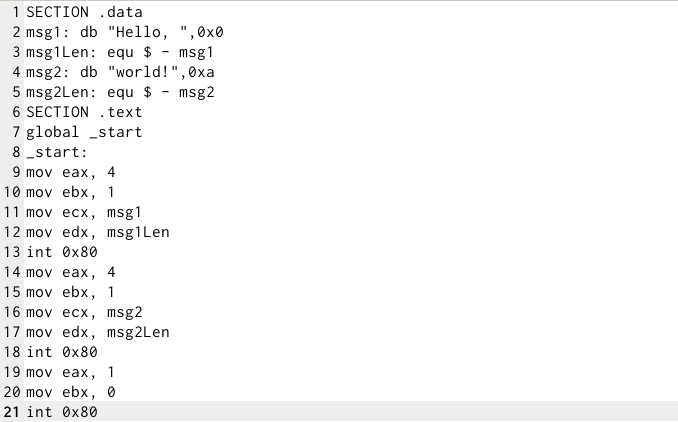 1 SECTION .data
2 msg1: db "Hello, ",0x0
3 msg1Len: equ $ - msg1
4 msg2: db "world!",0xa
5 msg2Len: equ $ - msg2
6 SECTION .text
7 global _start
8 _start:
9 mov eax, 4
10 mov ebx, 1
11 mov ecx, msg1
12 mov edx, msg1Len
13 int 0x80
14 mov eax, 4
15 mov ebx, 1
16 mov ecx, msg2
17 mov edx, msg2Len
18 int 0x80
19 mov eax, 1
20 mov ebx, 0
21 int 0x80